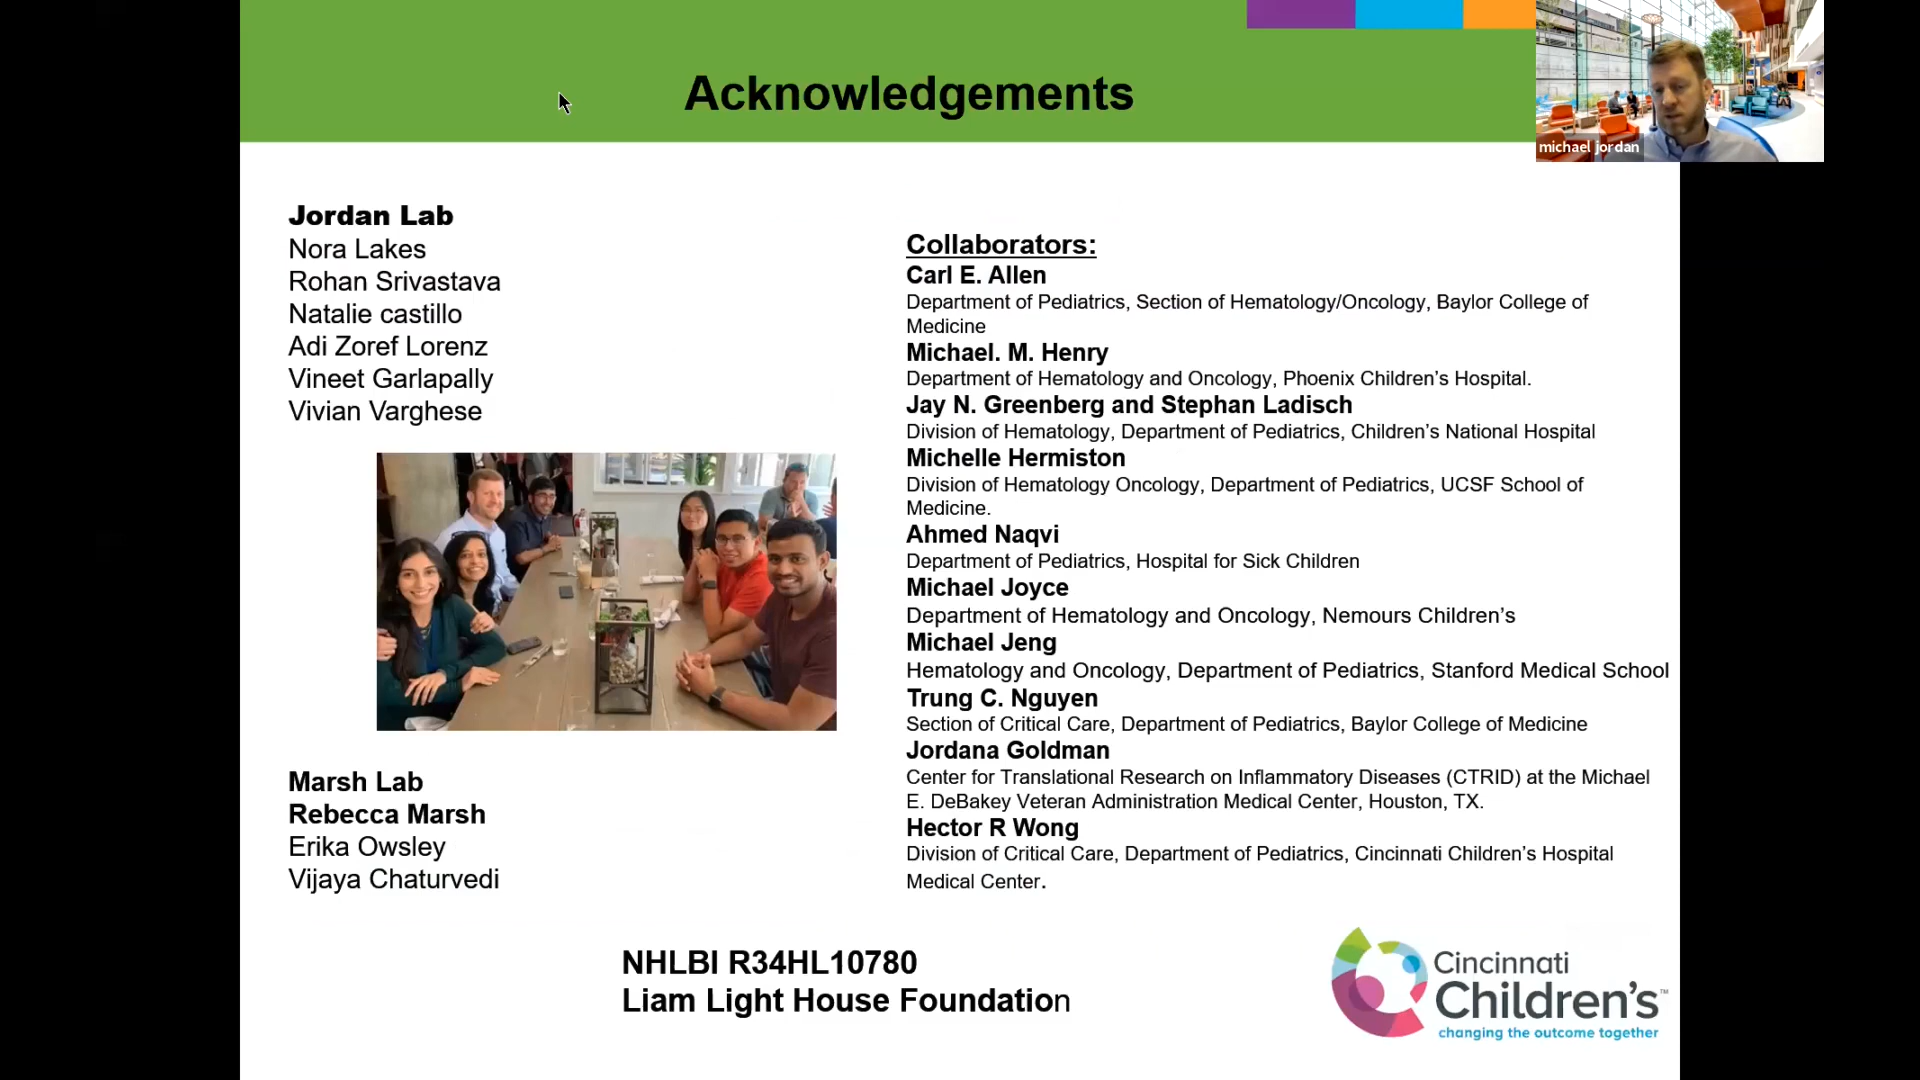 Acknowledgements
michael jordan
Jordan Lab
Nora Lakes
Rohan Srivastava
Natalie castillo
Adi Zoref Lorenz
Vineet Garlapally
Vivian Varghese
Marsh Lab
Rebecca Marsh
Erika Owsley
Vijaya Chaturvedi
Collaborators:
Carl E. Allen
Department of Pediatrics, Section of Hematology/Oncology, Baylor College of
Medicine
Michael. M. Henry
Department of Hematology and Oncology, Phoenix Children’s Hospital.
Jay N. Greenberg and Stephan Ladisch
Division of Hematology, Department of Pediatrics, Children’s National Hospital
Michelle Hermiston
Division of Hematology Oncology, Department of Pediatrics, UCSF School of
Medicine.
Ahmed Naqvi
Department of Pediatrics, Hospital for Sick Children
Michael Joyce
Department of Hematology and Oncology, Nemours Children’s
Michael Jeng
Hematology and Oncology, Department of Pediatrics, Stanford Medical School
Trung C. Nguyen
Section of Critical Care, Department of Pediatrics, Baylor College of Medicine
Jordana Goldman
Center for Translational Research on Inflammatory Diseases (CTRID) at the Michael
E. DeBakey Veteran Administration Medical Center, Houston, TX.
Hector R Wong
Division of Critical Care, Department of Pediatrics, Cincinnati Children’s Hospital
Medical Center.
NHLBI R34HL10780
Liam Light House Foundation
Cincinnati
Children’s™
changing the outcome together